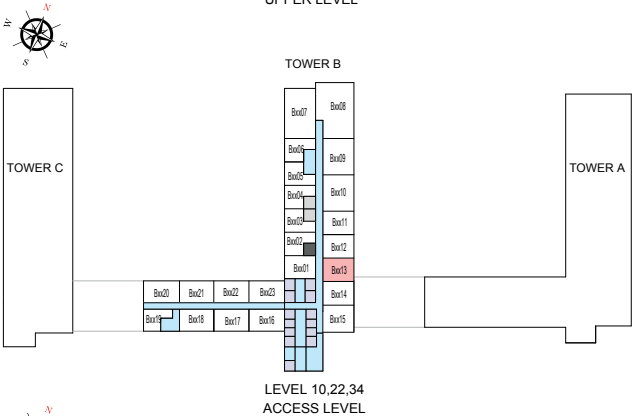 UPPER LEVEL
N
W
E
S
TOWER B
TOWER C
TOWER A
Bxx07
Bxx08
Bxx06
Bxx09
Bxx05
Bxx04
Bxx10
Bxx03
Bxx11
Bxx02
Bxx12
Bxx01
Bxx13
Bxx20
Bxx21
Bxx22
Bxx23
Bxx14
Bxx19
Bxx18
Bxx17
Bxx16
Bxx15
LEVEL 10,22,34
ACCESS LEVEL
N